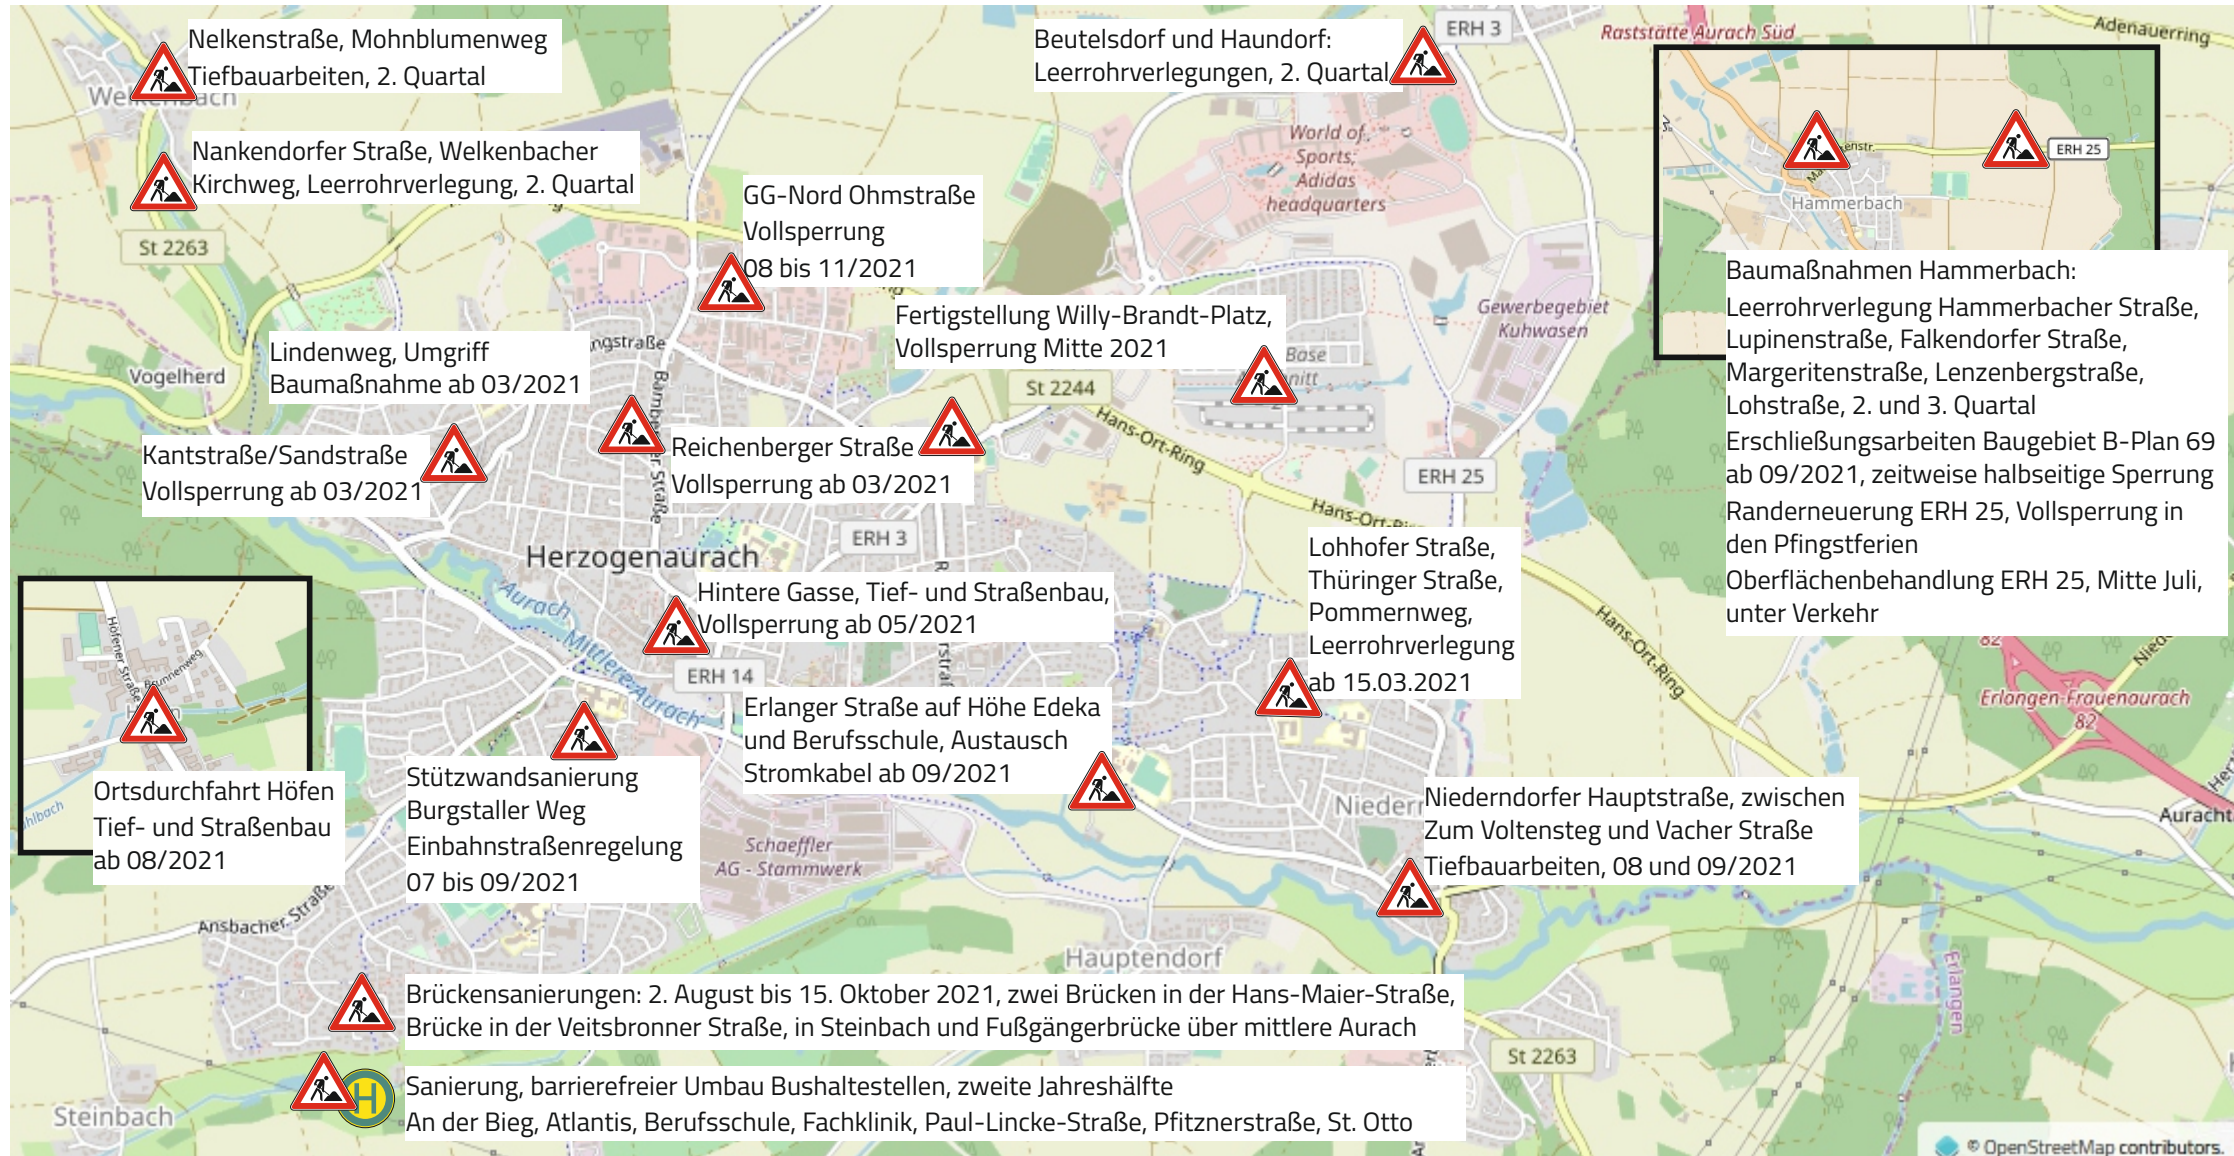 Nelkenstraße, Mohnblumenweg
Tiefbauarbeiten, 2. Quartal
Nankendorfer Straße, Welkenbacher
Kirchweg, Leerrohrverlegung, 2. Quartal
St 2263
Vogelherd
Beutelsdorf und Haundorf:
Leerrohrverlegungen, 2. Quartal
ERH 3
Raststätte Aurach Süd
Adenauerring
World of
Sports;
Adidas
headquarters
GG-Nord Ohmstraße
Vollsperrung
08 bis 11/2021
Fertigstellung Willy-Brandt-Platz,
Vollsperrung Mitte 2021
Base
Gewerbegebiet
Kuhwasen
ERH 25
Hammerbach
Baumaßnahmen Hammerbach:
Leerrohrverlegung Hammerbacher Straße,
Lupinenstraße, Falkendorfer Straße,
Margeritenstraße, Lenzenbergstraße,
Lohstraße, 2. und 3. Quartal
Erschließungsarbeiten Baugebiet B-Plan 69
ab 09/2021, zeitweise halbseitige Sperrung
Randerneuerung ERH 25, Vollsperrung in
den Pfingstferien
Oberflächenbehandlung ERH 25, Mitte Juli,
unter Verkehr
Lindenweg, Umgriff
Baumaßnahme ab 03/2021
Kantstraße/Sandstraße
Vollsperrung ab 03/2021
Reichenberger Straße
Vollsperrung ab 03/2021
St 2244
Hans-Ort-Ring
ERH 25
ERH 3
Herzogenaurach
Aurach
Mittlere Aurach
Hintere Gasse, Tief- und Straßenbau,
Vollsperrung ab 05/2021
ERH 14
Lohhofer Straße,
Thüringer Straße,
Pommernweg,
Leerrohrverlegung
ab 15.03.2021
Hans-Ort-Ring
82
Erlangen-Frauenaurach
82
Höfener Straße
Brunnenweg
Ortsdurchfahrt Höfen
Tief- und Straßenbau
ab 08/2021
Stützwandsanierung
Burgstaller Weg
Einbahnstraßenregelung
07 bis 09/2021
Erlanger Straße auf Höhe Edeka
und Berufsschule, Austausch
Stromkabel ab 09/2021
Schaeffler
AG - Stammwerk
Niederndorfer Hauptstraße, zwischen
Zum Voltensteg und Vacher Straße
Tiefbauarbeiten, 08 und 09/2021
Ansbacher Straße
Hauptendorf
Erlangen
Brückensanierungen: 2. August bis 15. Oktober 2021, zwei Brücken in der Hans-Maier-Straße,
Brücke in der Veitsbronner Straße, in Steinbach und Fußgängerbrücke über mittlere Aurach
St 2263
H
Sanierung, barrierefreier Umbau Bushaltestellen, zweite Jahreshälfte
An der Bieg, Atlantis, Berufsschule, Fachklinik, Paul-Lincke-Straße, Pfitznerstraße, St. Otto
Steinbach
© OpenStreetMap contributors.